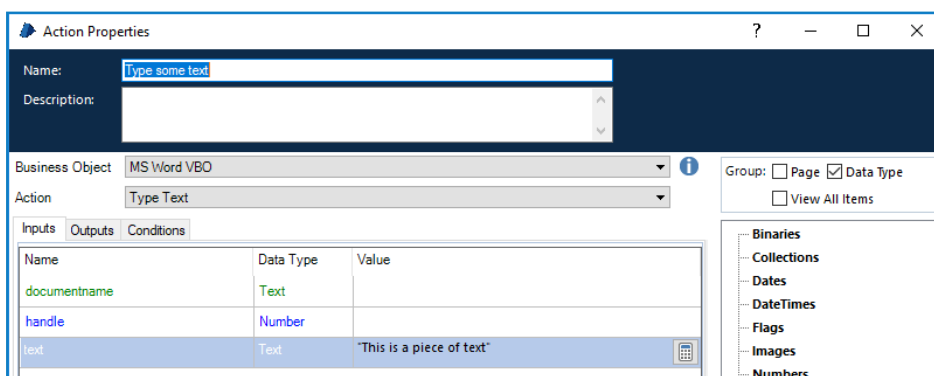 Action Properties
Name: Type some text
Description:
Business Object MS Word VBO
Action Type Text
Inputs Outputs Conditions
Name Data Type Value
documentname Text
handle Number
text Text "This is a piece of text"
Group: Page Data Type
View All Items
Binaries
Collections
Dates
DateTimes
Flags
Images
Numbers